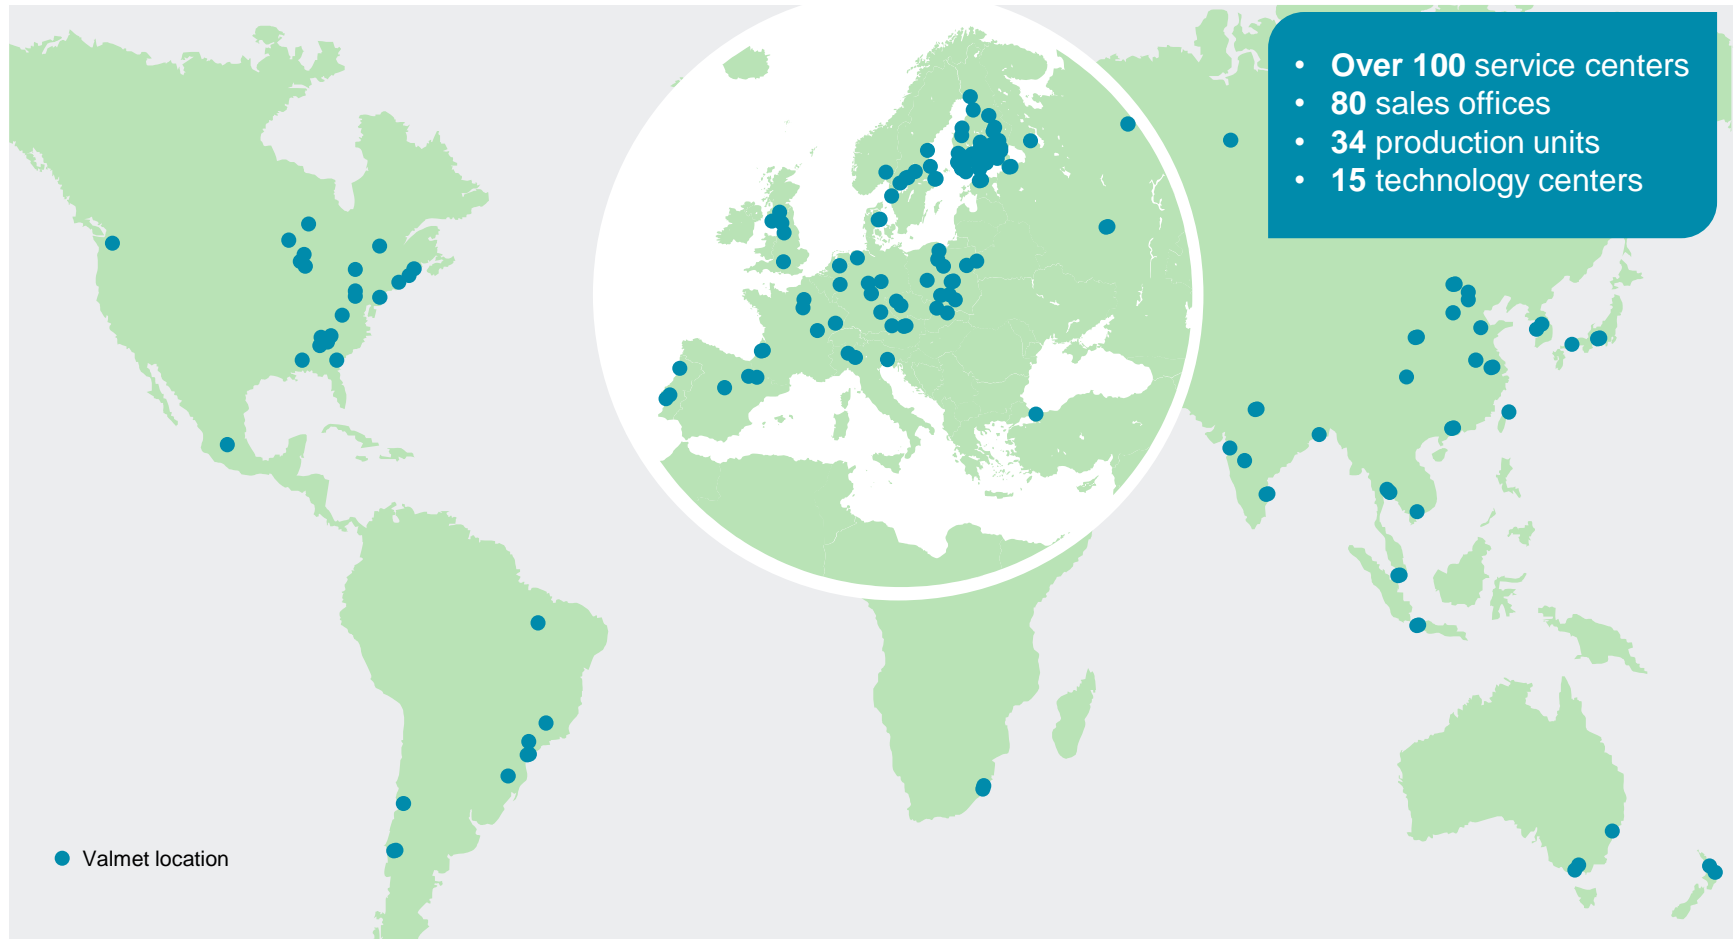 • Over 100 service centers
• 80 sales offices
• 34 production units
• 15 technology centers
Valmet location